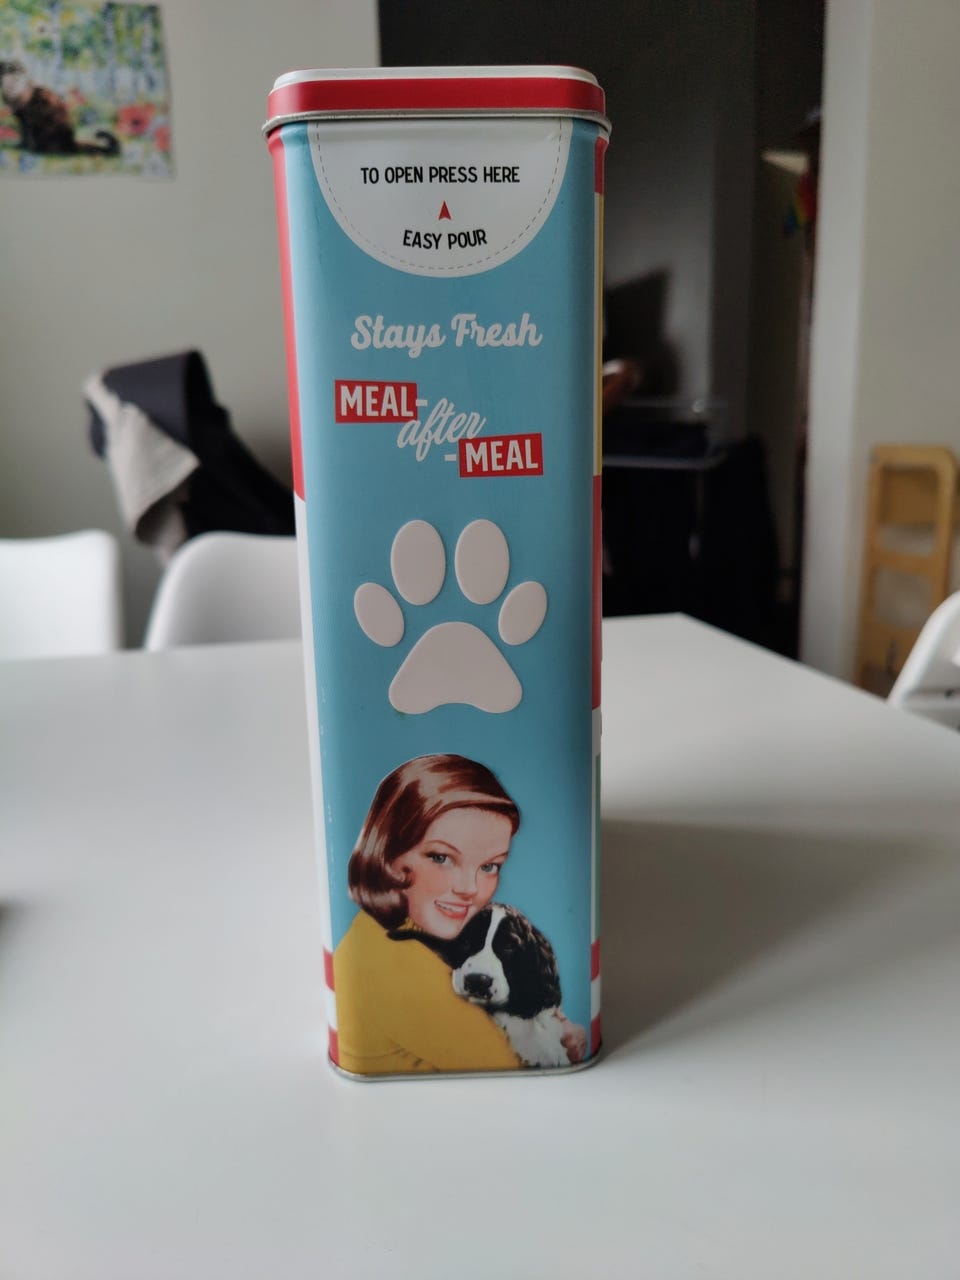 TO OPEN PRESS HERE
EASY POUR
Stays Fresh
MEAL-
after
-MEAL